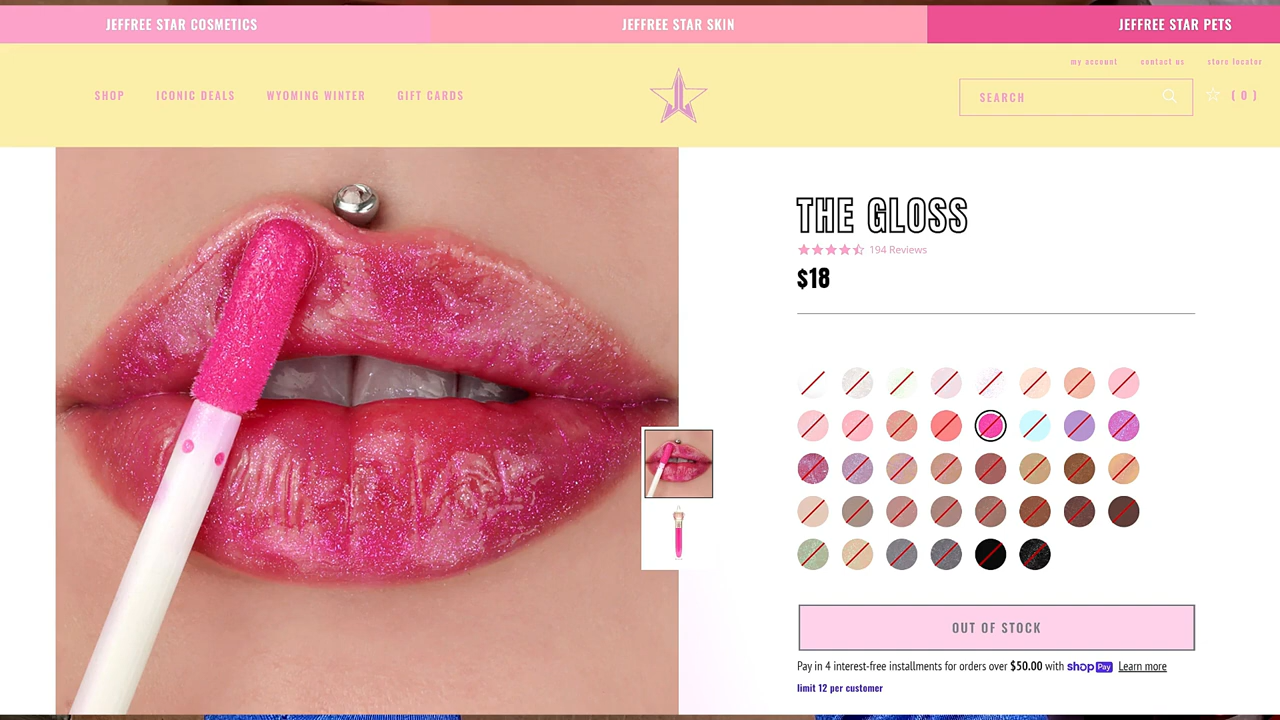 JEFFREE STAR COSMETICS JEFFREE STAR SKIN JEFFREE STAR PETS
my account contact us store locator
SHOP ICONIC DEALS WYOMING WINTER GIFT CARDS SEARCH ( 0 )
THE GLOSS
194 Reviews
$18
OUT OF STOCK
Pay in 4 interest-free installments for orders over $50.00 with shop Pay Learn more
limit 12 per customer